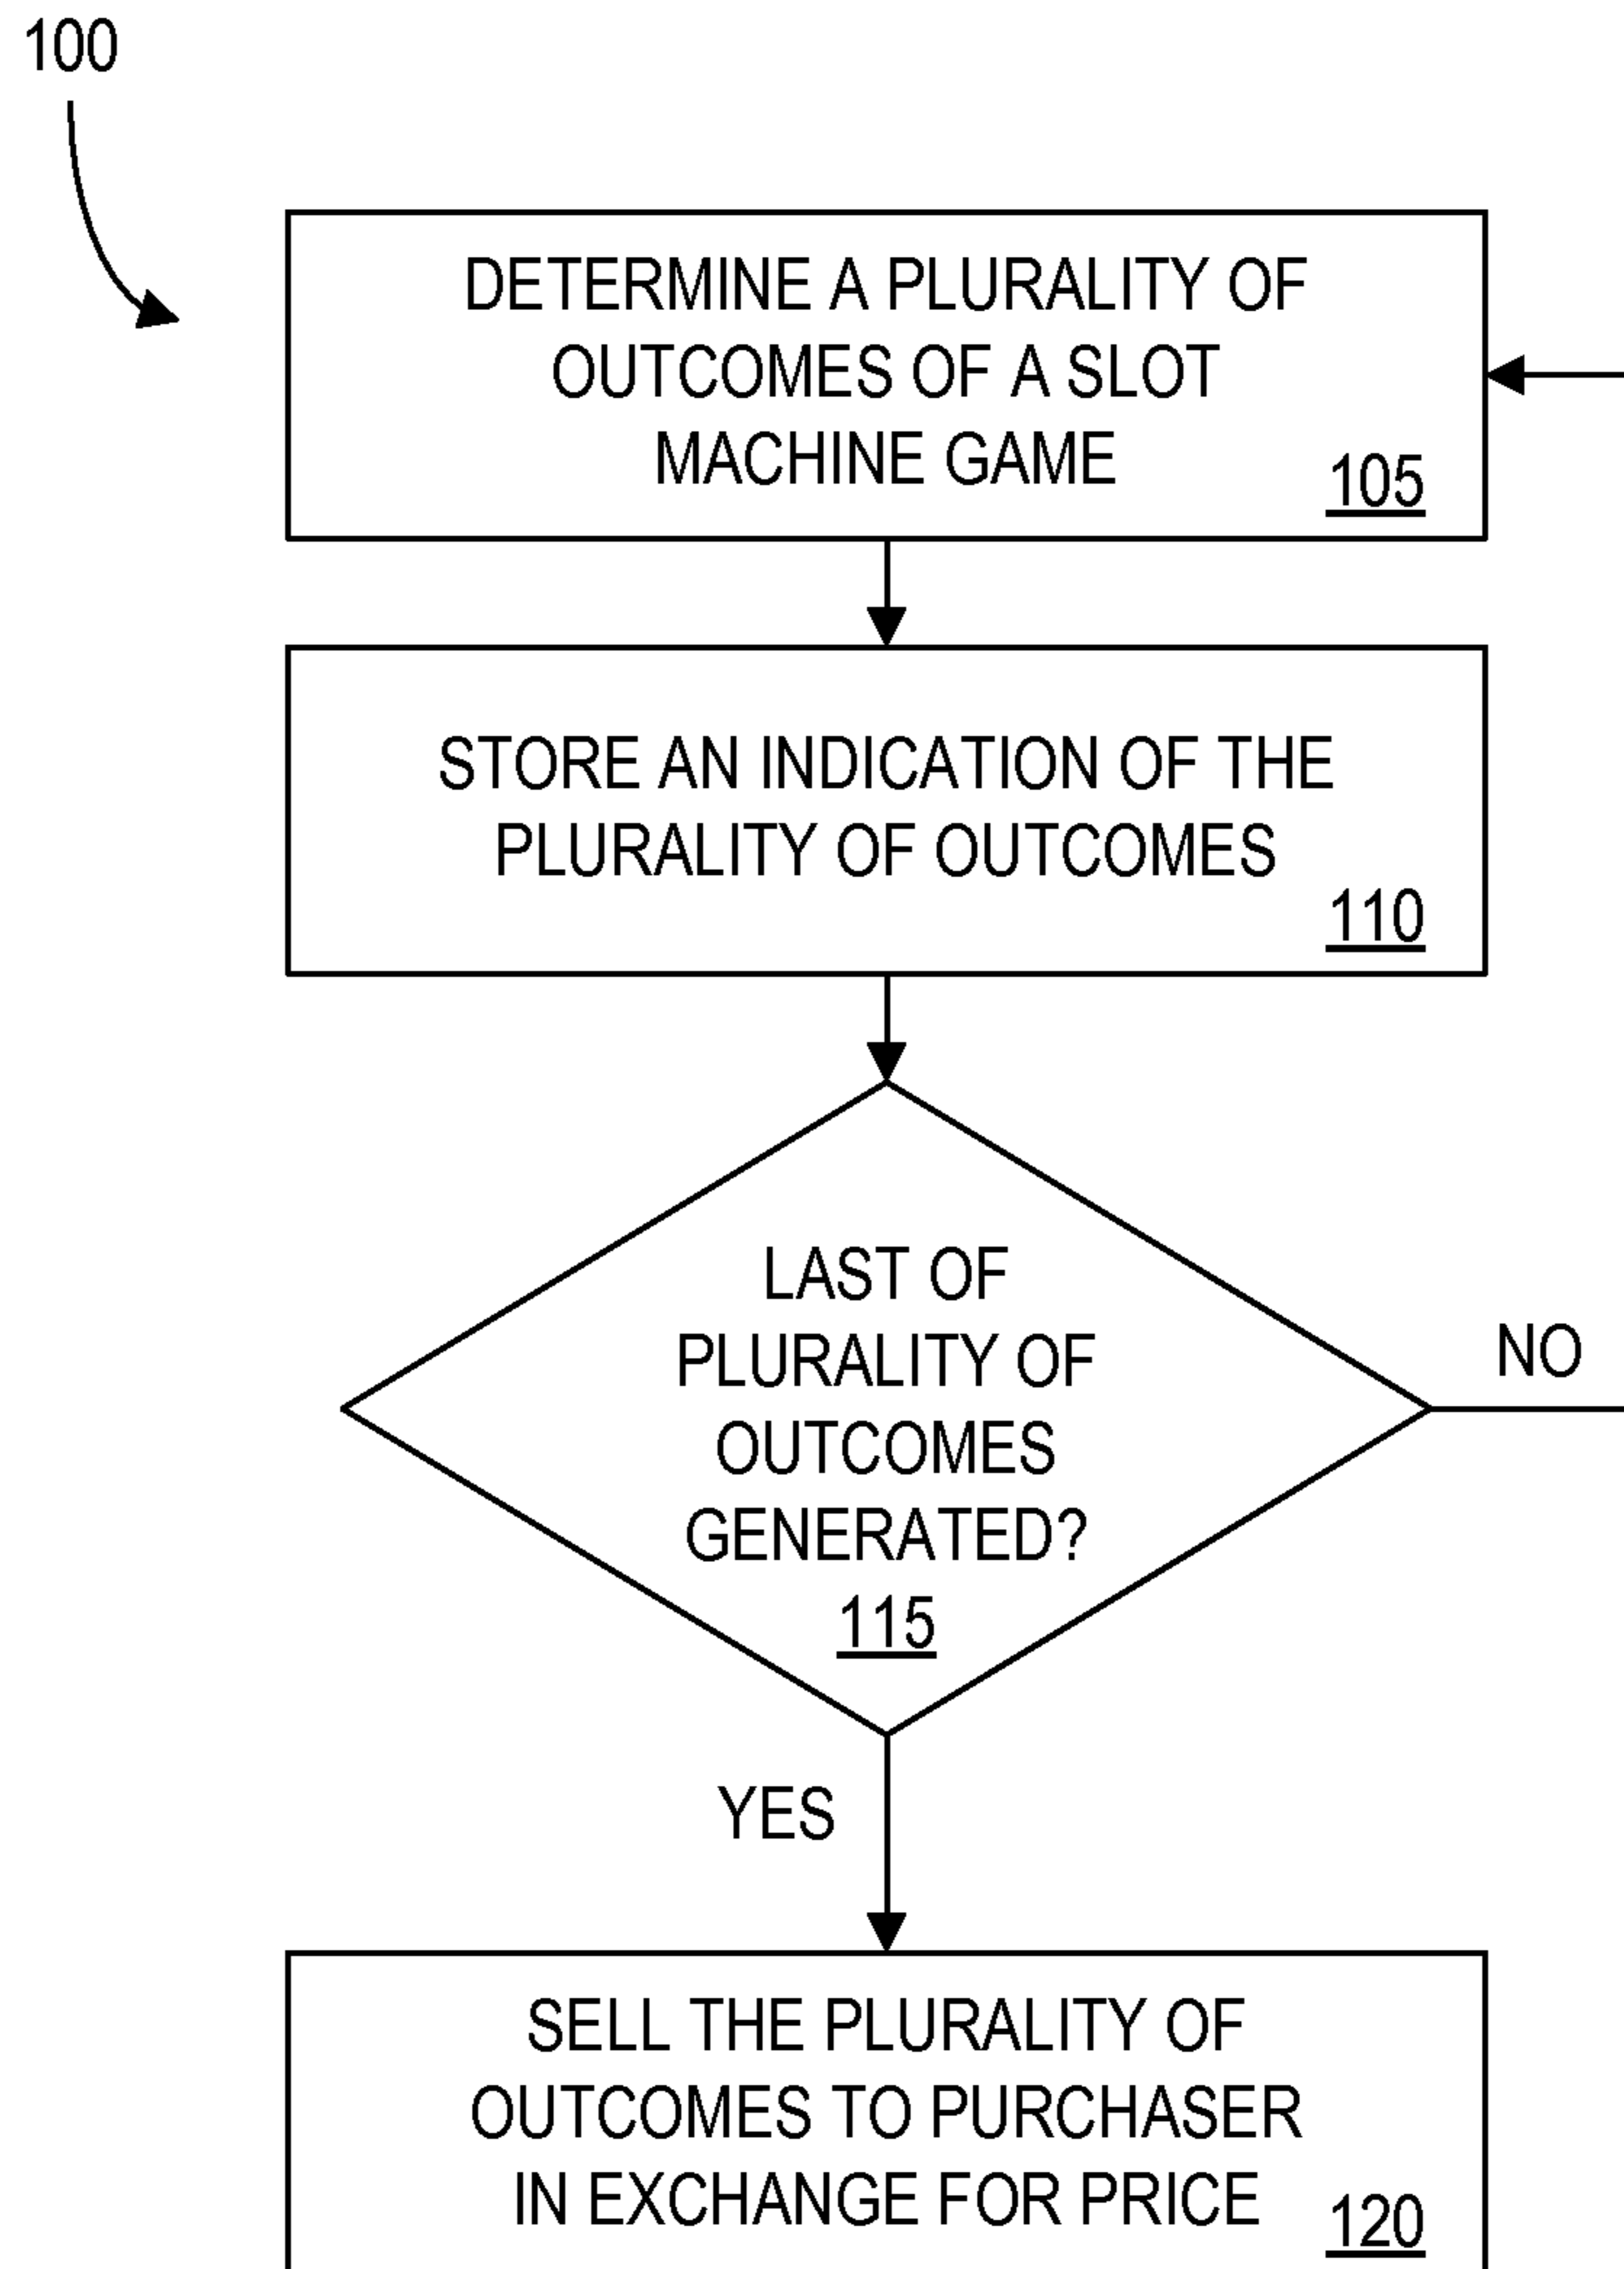 100
DETERMINE A PLURALITY OF
OUTCOMES OF A SLOT
MACHINE GAME
105
STORE AN INDICATION OF THE
PLURALITY OF OUTCOMES
110
LAST OF
PLURALITY OF
OUTCOMES
GENERATED?
115
NO
YES
SELL THE PLURALITY OF
OUTCOMES TO PURCHASER
IN EXCHANGE FOR PRICE
120